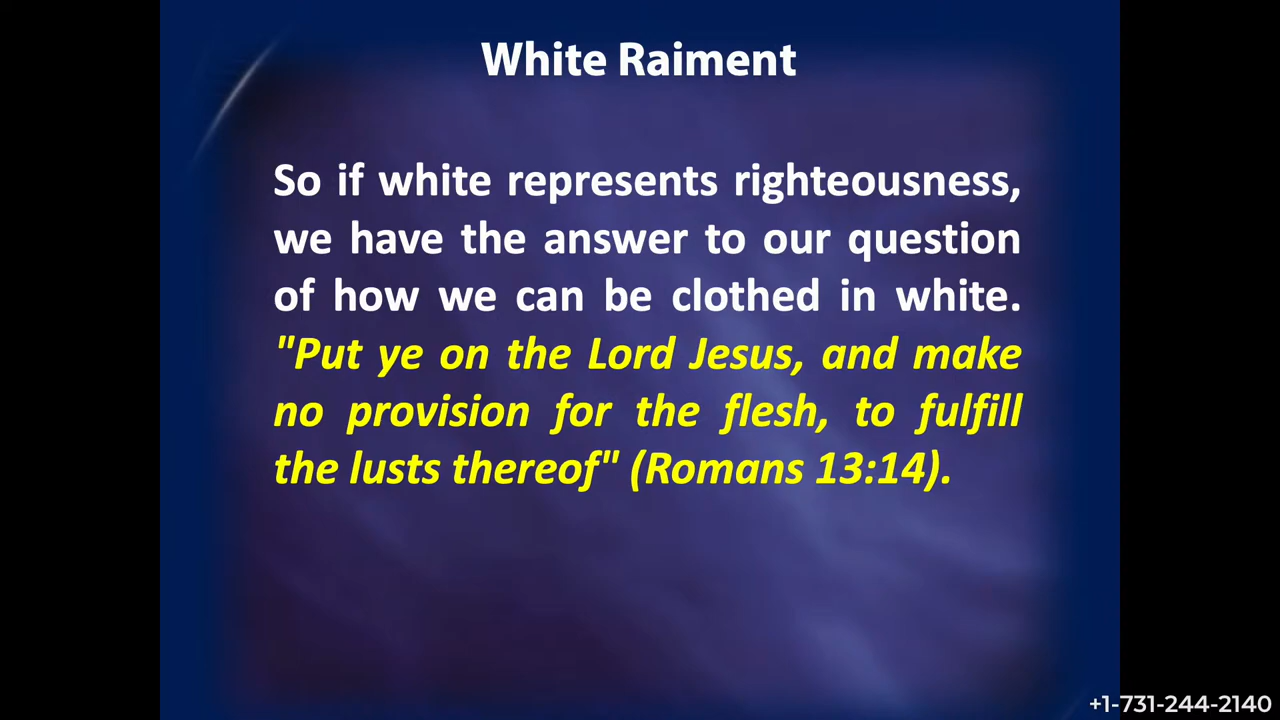 White Raiment
So if white represents righteousness,
we have the answer to our question
of how we can be clothed in white.
"Put ye on the Lord Jesus, and make
no provision for the flesh, to fulfill
the lusts thereof" (Romans 13:14).
+1-731-244-2140